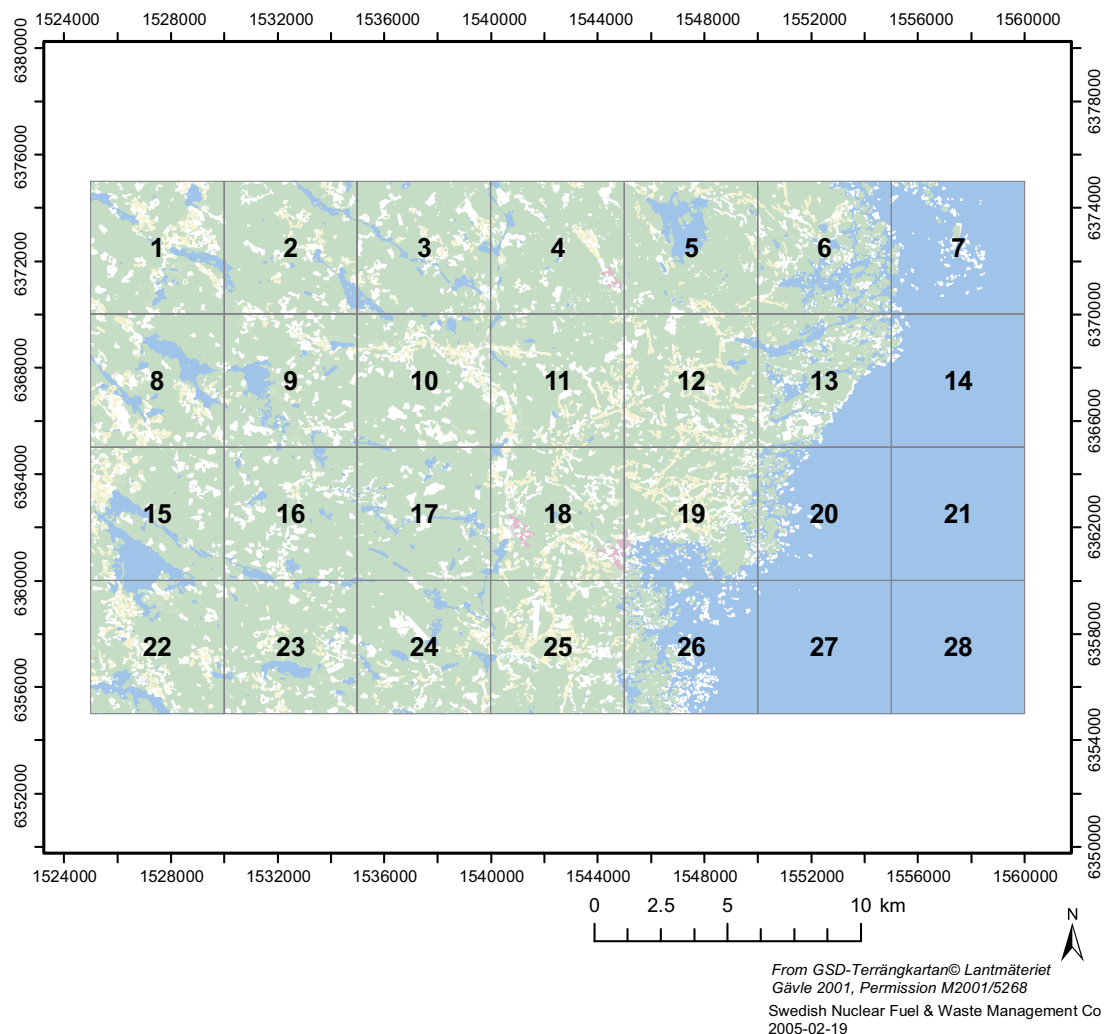 1524000 1528000 1532000 1536000 1540000 1544000 1548000 1552000 1556000 1560000
6380000
6378000
6376000
6374000
1 2 3 4 5 6 7
6372000
6370000
6368000
8 9 10 11 12 13 14
6366000
6364000
15 16 17 18 19 20 21
6362000
6360000
6358000
22 23 24 25 26 27 28
6356000
6354000
6352000
6350000
1524000 1528000 1532000 1536000 1540000 1544000 1548000 1552000 1556000 1560000
0 2.5 5 10 km
N
From GSD-Terrängkartan© Lantmäteriet
Gävle 2001, Permission M2001/5268
Swedish Nuclear Fuel & Waste Management Co
2005-02-19